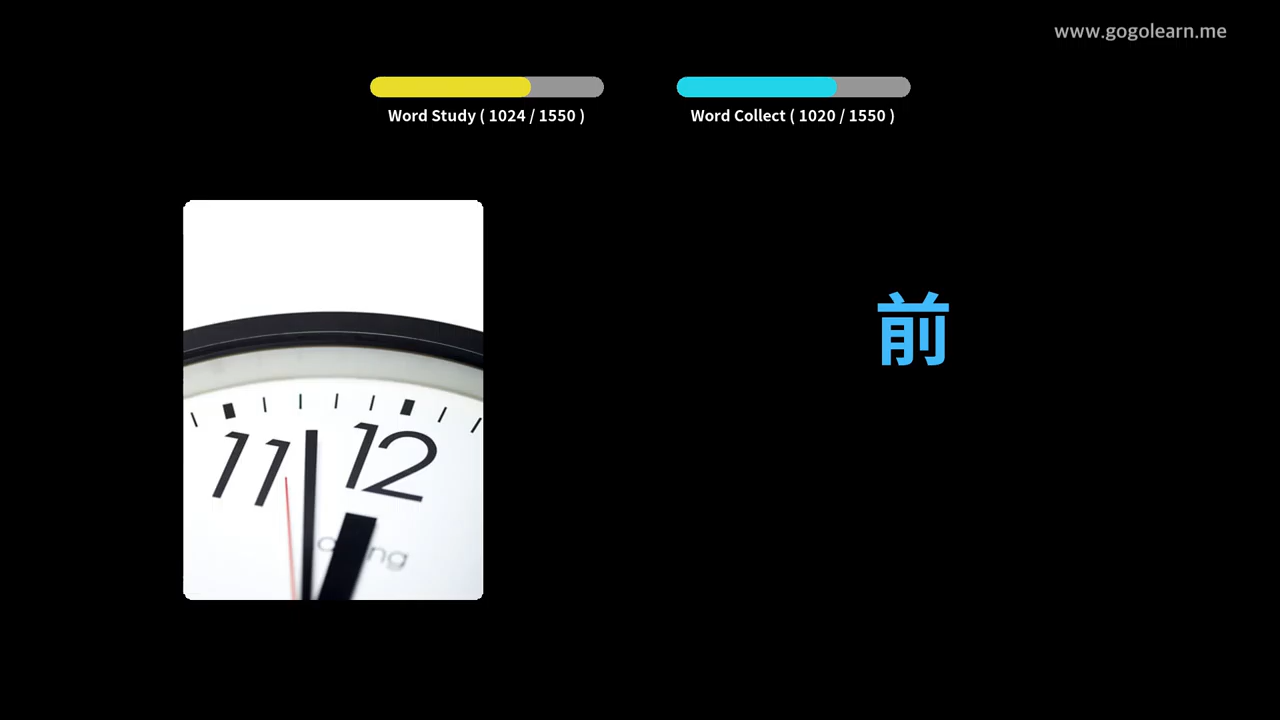 www.gogolearn.me
Word Study ( 1024 / 1550 )
Word Collect ( 1020 / 1550 )
前
11
12